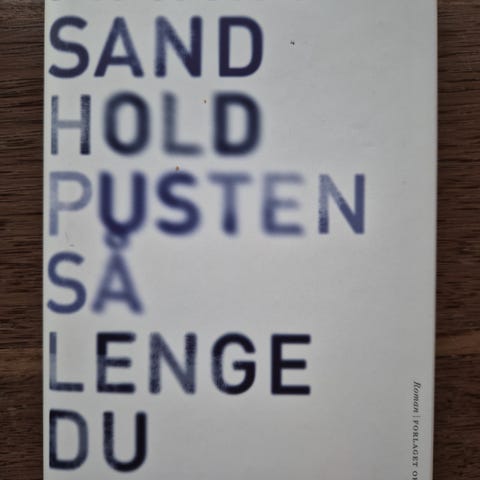 SAND
HOLD
PUSTEN
SÅ
LENGE
DU
Roman | FORLAGET